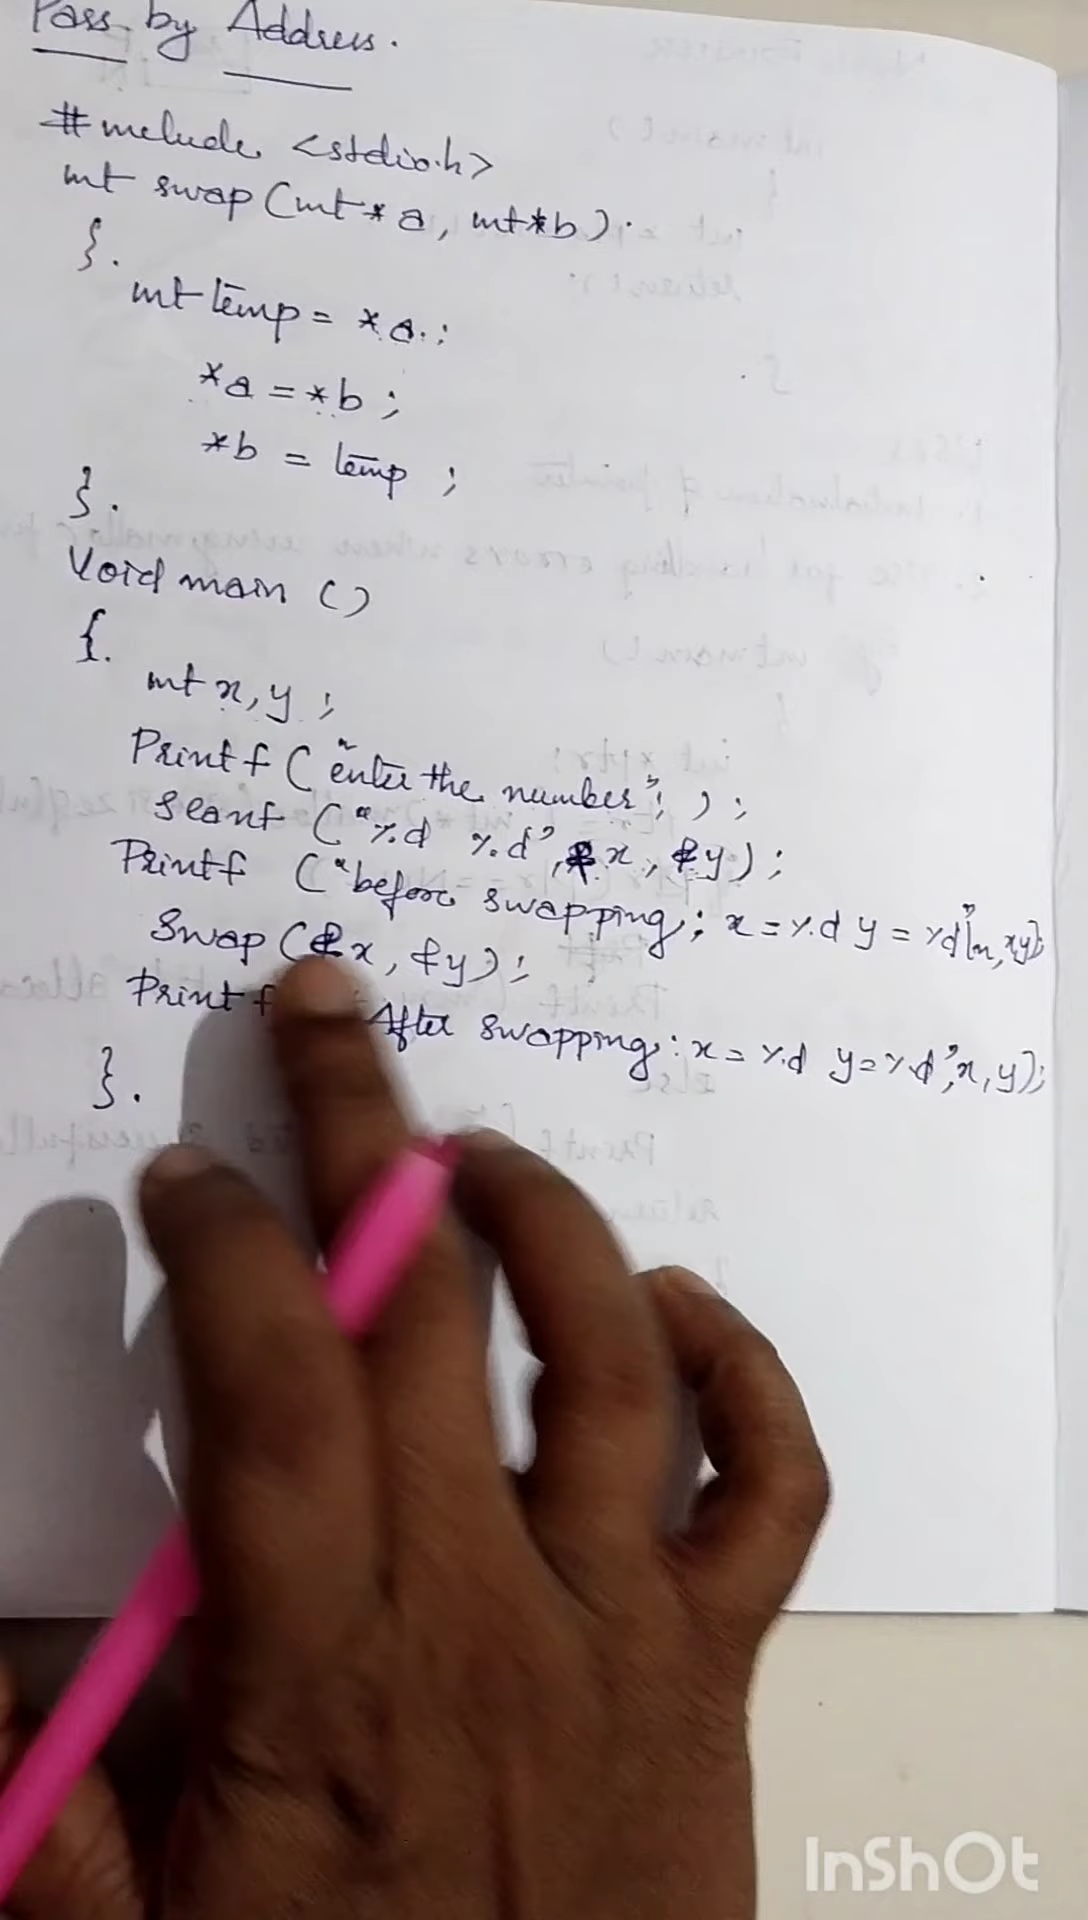 Pass by Address.
#include <stdio.h>
int swap (int * a, int *b).
}.
int temp = *a.;
*a = *b ;
*b = temp ;
}.
Void main ()
{.
int x, y ;
Printf ("enter the number"; );
Scanf ("%d %d", &x, &y);
Printf ("before swapping; x = %d y = %d\n", xy);
Swap (&x, &y);
Printf After swapping: x = %d y = %d", x, y);
}.
InShOt